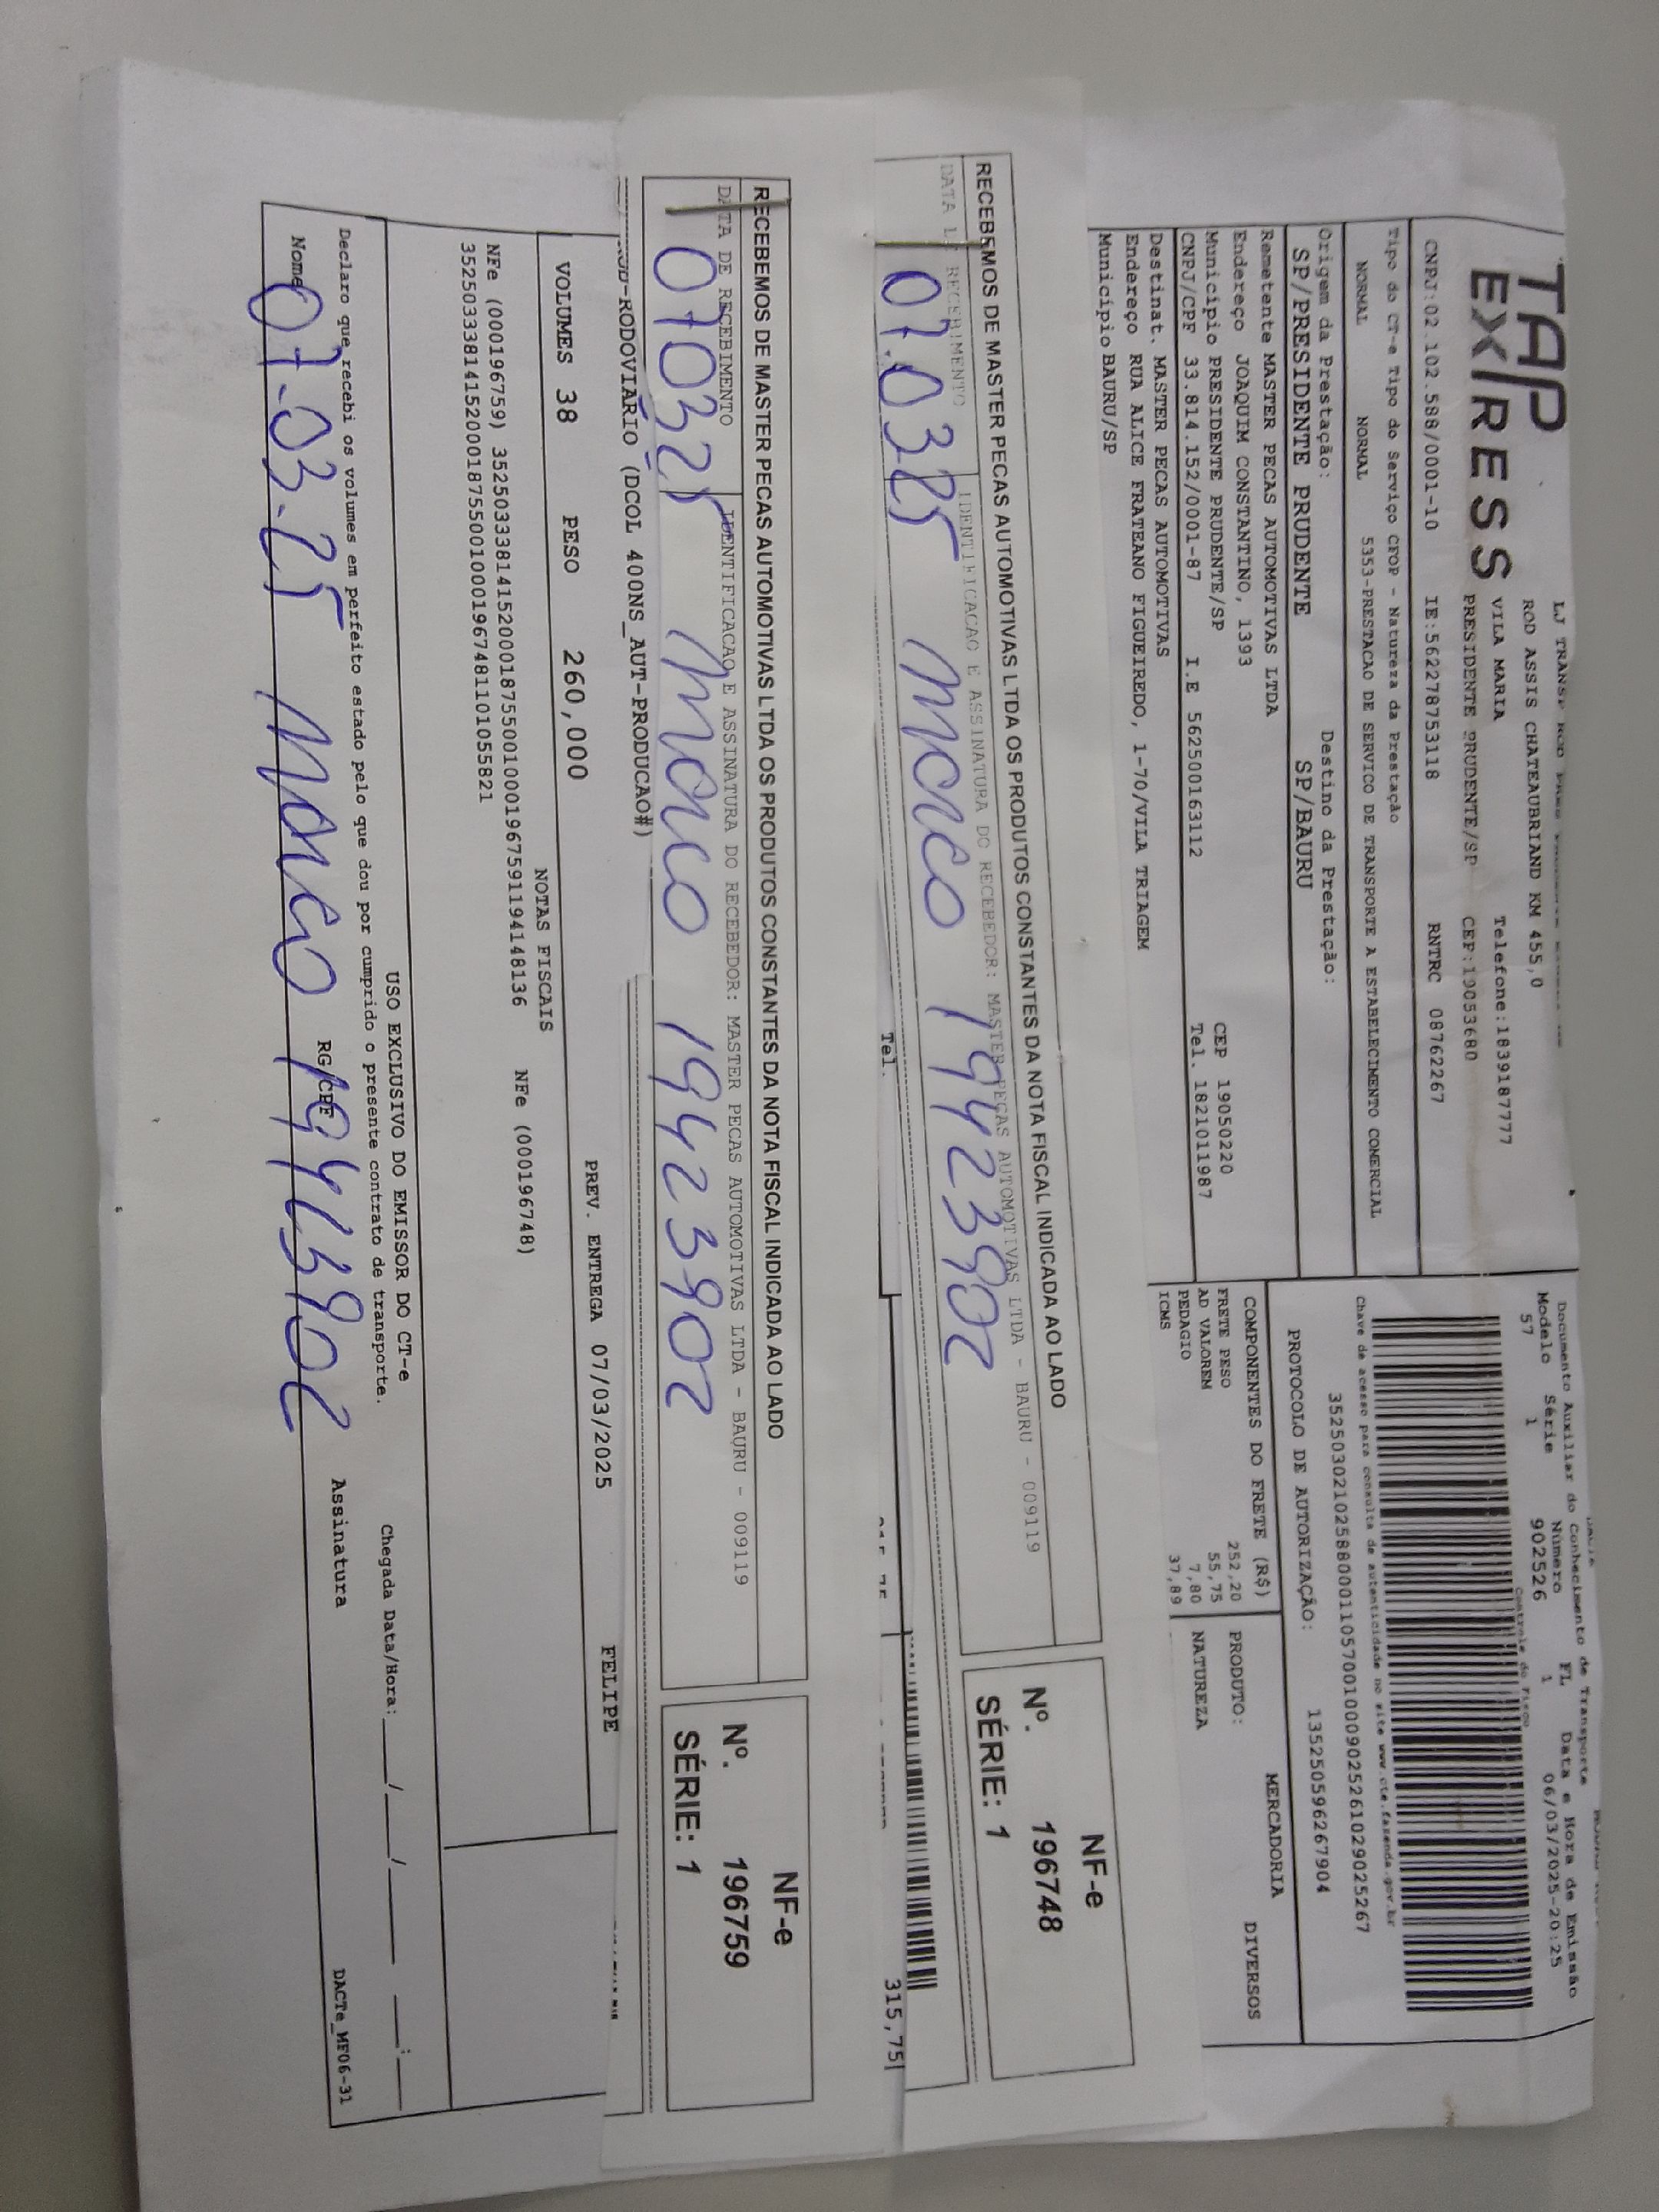 TAP
EXPRESS
ROD ASSIS CHATEAUBRIAND KM 455,0
VILA MARIA Telefone:1839187777
PRESIDENTE PRUDENTE/SP CEP:19053680
CNPJ:02.102.588/0001-10 IE:562278753118 RNTRC 08762267
Tipo do CT-e Tipo do Serviço CFOP - Natureza da Prestação
NORMAL NORMAL 5353-PRESTACAO DE SERVICO DE TRANSPORTE A ESTABELECIMENTO COMERCIAL
Origem da Prestação: Destino da Prestação:
SP/PRESIDENTE PRUDENTE SP/BAURU
Remetente MASTER PECAS AUTOMOTIVAS LTDA
Endereço JOAQUIM CONSTANTINO, 1393
Município PRESIDENTE PRUDENTE/SP CEP 19050220
CNPJ/CPF 33.814.152/0001-87 I.E 562500163112 Tel. 1821011987
Destinat. MASTER PECAS AUTOMOTIVAS
Endereço RUA ALICE FRATEANO FIGUEIREDO, 1-70/VILA TRIAGEM
Município BAURU/SP
Documento Auxiliar do Conhecimento de Transporte
Modelo Série Número FL Data e Hora de Emissão
57 1 902526 1 06/03/2025-20:25
Controle do Fisco
Chave de acesso para consulta de autenticidade no site www.cte.fazenda.gov.br
35250302102588000110570010009025261029025267
PROTOCOLO DE AUTORIZAÇÃO: 135250596267904
COMPONENTES DO FRETE (R$) MERCADORIA
FRETE PESO 252,20 PRODUTO: DIVERSOS
AD VALOREM 55,75
PEDAGIO 7,80 NATUREZA
ICMS 37,89
RECEBEMOS DE MASTER PECAS AUTOMOTIVAS LTDA OS PRODUTOS CONSTANTES DA NOTA FISCAL INDICADA AO LADO
RECEBIMENTO IDENTIFICACAO E ASSINATURA DO RECEBEDOR: MASTER PECAS AUTOMOTIVAS LTDA - BAURU - 009119
07.03.25 19423902
NF-e
Nº. 196748
SÉRIE: 1
Tel. 315,75
RECEBEMOS DE MASTER PECAS AUTOMOTIVAS LTDA OS PRODUTOS CONSTANTES DA NOTA FISCAL INDICADA AO LADO
DATA DE RECEBIMENTO IDENTIFICACAO E ASSINATURA DO RECEBEDOR: MASTER PECAS AUTOMOTIVAS LTDA - BAURU - 009119
070325 19423902
NF-e
Nº. 196759
SÉRIE: 1
RODOVIÁRIO (DCOL 400NS_AUT-PRODUCAO#)
FELIPE
VOLUMES 38 PESO 260,000 PREV. ENTREGA 07/03/2025
NOTAS FISCAIS
NFe (000196759) 35250333814152000187550010001967591194148136 NFe (000196748)
35250333814152000187550010001967481101055821
USO EXCLUSIVO DO EMISSOR DO CT-e
Declaro que recebi os volumes em perfeito estado pelo que dou por cumprido o presente contrato de transporte. Chegada Data/Hora:___/___/_____ ___:___
Nome RG/CPF Assinatura
07.03.25 19423902
DACTe_MF06-31